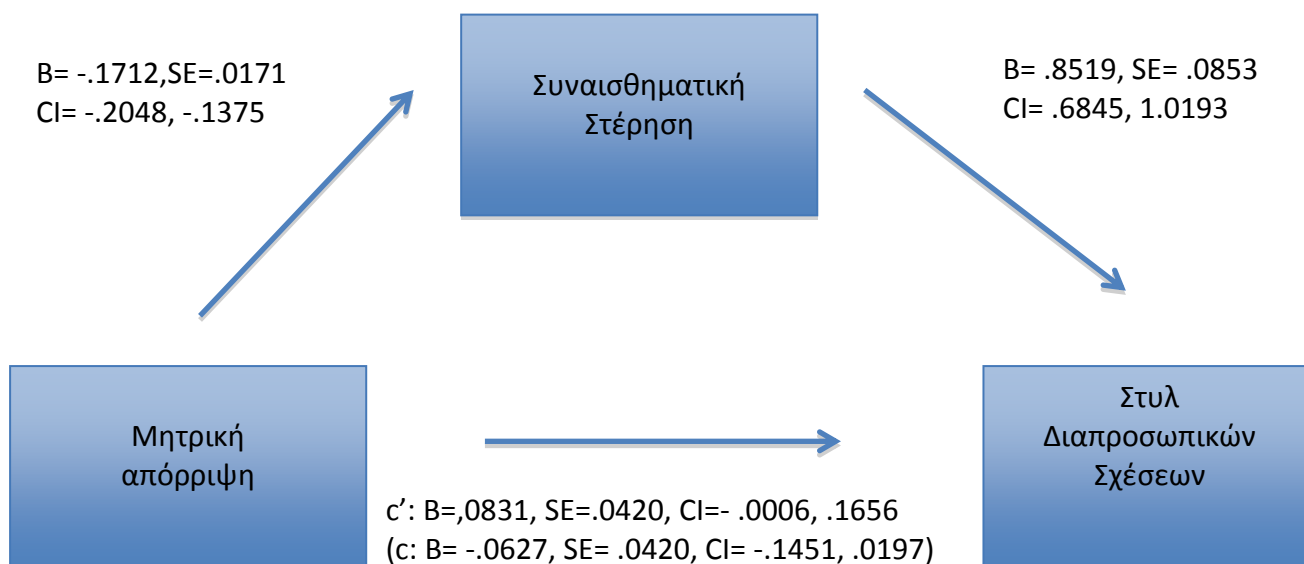 B= -.1712,SE=.0171
CI= -.2048, -.1375
Συναισθηματική
Στέρηση
B= .8519, SE= .0853
CI= .6845, 1.0193
Μητρική
απόρριψη
Στυλ
Διαπροσωπικών
Σχέσεων
c’: B=,0831, SE=.0420, CI=- .0006, .1656
(c: B= -.0627, SE= .0420, CI= -.1451, .0197)